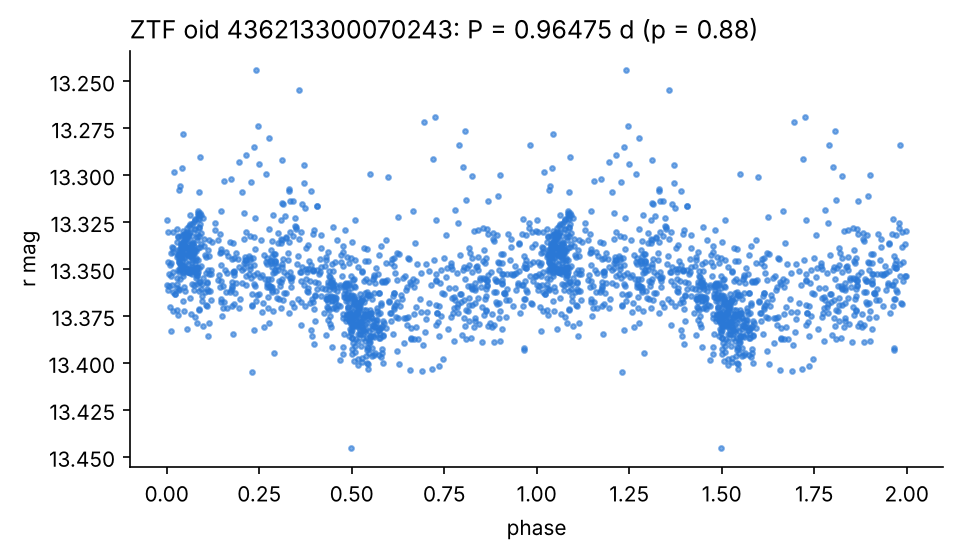 ZTF oid 436213300070243: P = 0.96475 d (p = 0.88)
13.250
13.275
13.300
13.325
13.350
13.375
13.400
13.425
13.450
r mag
0.00 0.25 0.50 0.75 1.00 1.25 1.50 1.75 2.00
phase